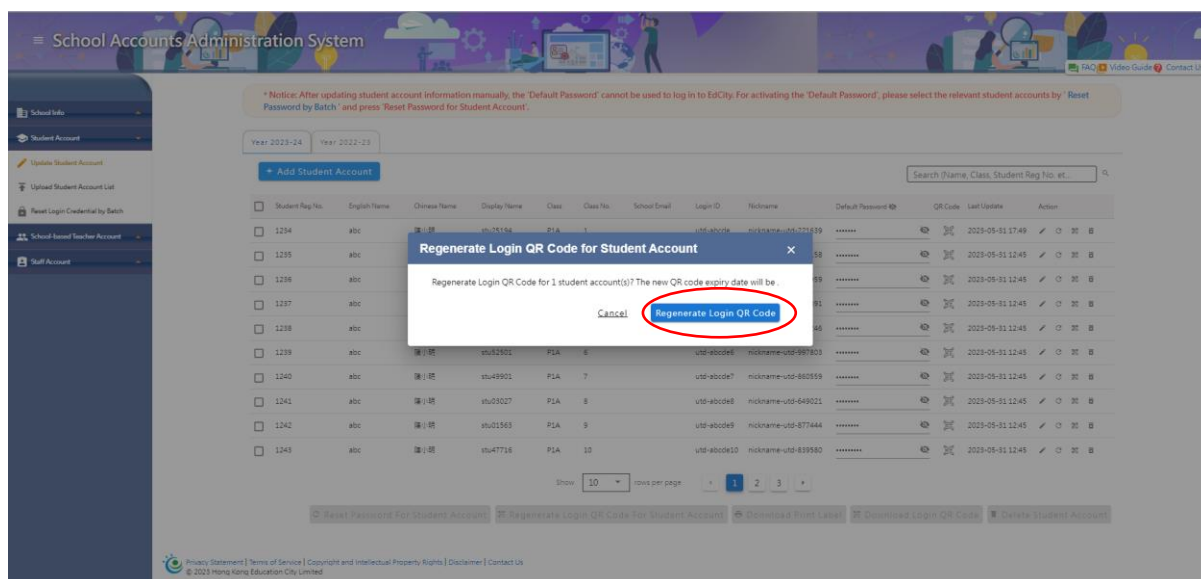 ≡ School Accounts Administration System
FAQ Video Guide Contact U
* Notice: After updating student account information manually, the 'Default Password' cannot be used to log in to EdCity. For activating the 'Default Password', please select the relevant student accounts by ' Reset
Password by Batch ' and press 'Reset Password for Student Account'.
School Info
Student Account
Update Student Account
Upload Student Account List
Reset Login Credential by Batch
School-based Teacher Account
Staff Account
Year 2023-24 Year 2022-23
+ Add Student Account
Search (Name, Class, Student Reg No. et...
Student Reg No. English Name Chinese Name Display Name Class Class No. School Email Login ID Nickname Default Password QR Code Last Update Action
1234 abc 陳小明 stu25194 P1A 1 utd-abcde nickname-utd-271639 ••••••• 2023-05-31 17:49
Regenerate Login QR Code for Student Account ×
1235 abc 58 •••••••• 2023-05-31 12:45
Regenerate Login QR Code for 1 student account(s)? The new QR code expiry date will be .
1236 abc •••••••• 2023-05-31 12:45
1237 abc 91 •••••••• 2023-05-31 12:45
Cancel Regenerate Login QR Code
1238 abc 46 •••••••• 2023-05-31 12:45
1239 abc 陳小明 stu52501 P1A 6 utd-abcde6 nickname-utd-997803 •••••••• 2023-05-31 12:45
1240 abc 陳小明 stu49901 P1A 7 utd-abcde7 nickname-utd-860559 •••••••• 2023-05-31 12:45
1241 abc 陳小明 stu03027 P1A 8 utd-abcde8 nickname-utd-649021 •••••••• 2023-05-31 12:45
1242 abc 陳小明 stu01563 P1A 9 utd-abcde9 nickname-utd-877444 •••••••• 2023-05-31 12:45
1243 abc 陳小明 stu47716 P1A 10 utd-abcde10 nickname-utd-839580 ••••••••• 2023-05-31 12:45
Show 10 rows per page 1 2 3
Reset Password For Student Account Regenerate Login QR Code For Student Account Download Print Label Download Login QR Code Delete Student Account
Privacy Statement | Terms of Service | Copyright and Intellectual Property Rights | Disclaimer | Contact Us
© 2023 Hong Kong Education City Limited